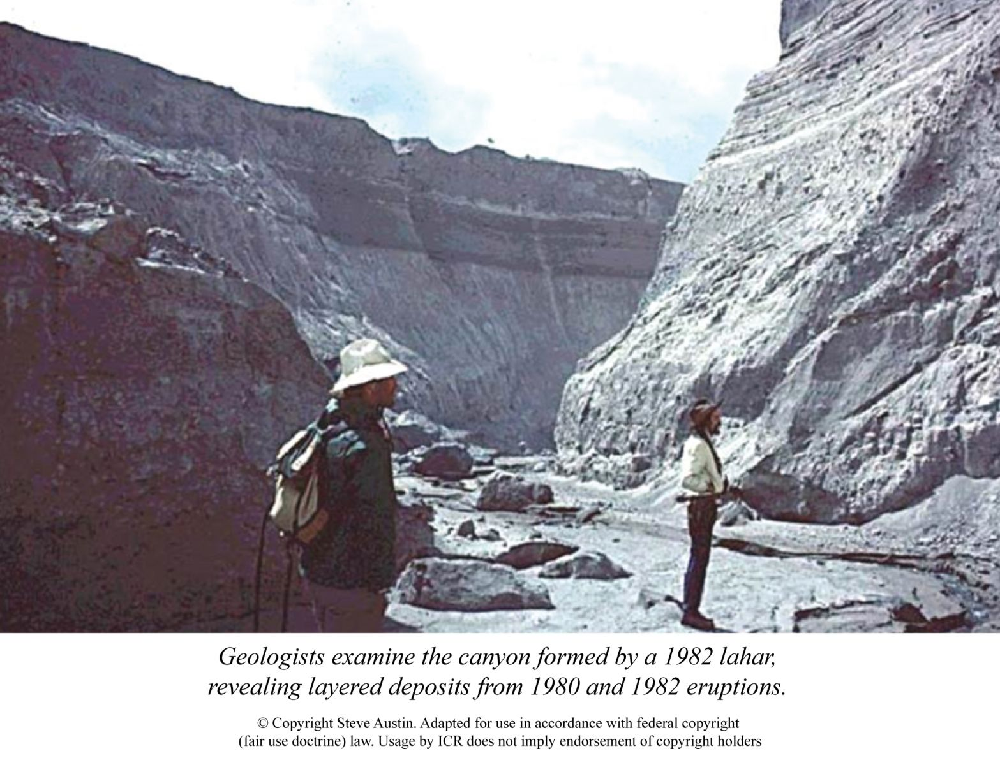 Geologists examine the canyon formed by a 1982 lahar,
revealing layered deposits from 1980 and 1982 eruptions.
© Copyright Steve Austin. Adapted for use in accordance with federal copyright
(fair use doctrine) law. Usage by ICR does not imply endorsement of copyright holders